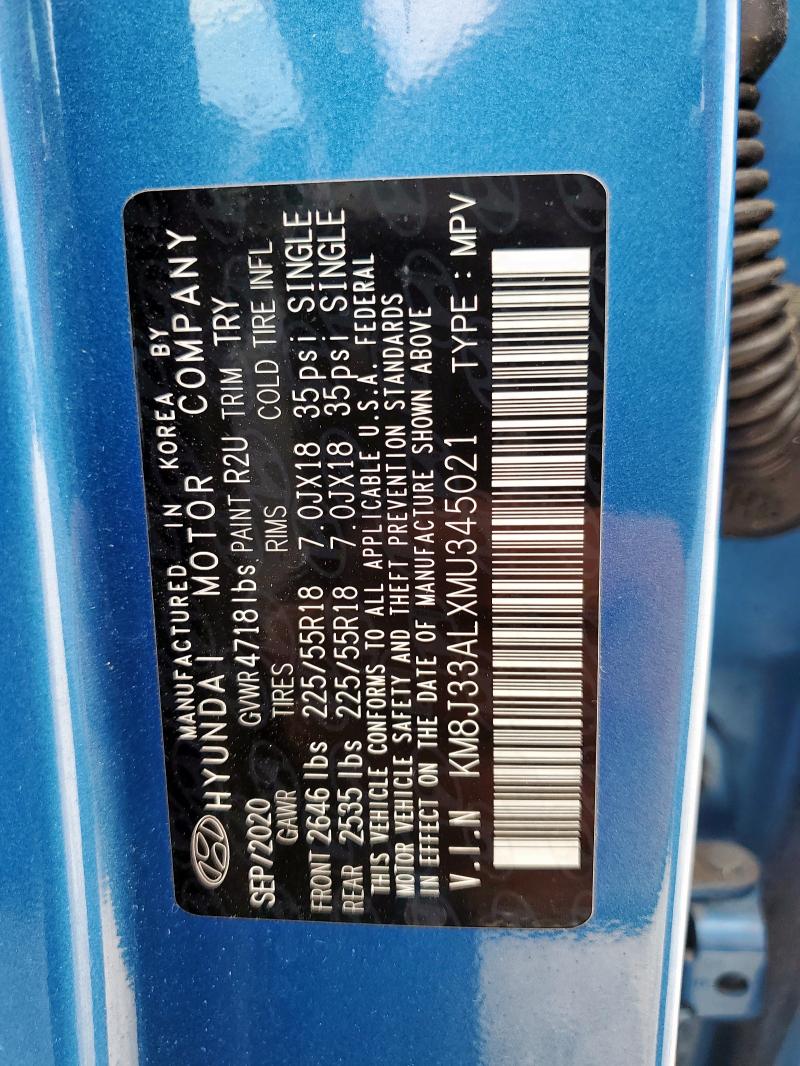 MANUFACTURED IN KOREA BY
HYUNDAI MOTOR COMPANY
SEP/2020 GVWR 4718lbs PAINT R2U TRIM TRY
GAWR TIRES RIMS COLD TIRE INFL
FRONT 2646 lbs 225/55R18 7.0JX18 35psi SINGLE
REAR 2535 lbs 225/55R18 7.0JX18 35psi SINGLE
THIS VEHICLE CONFORMS TO ALL APPLICABLE U.S.A. FEDERAL
MOTOR VEHICLE SAFETY AND THEFT PREVENTION STANDARDS
IN EFFECT ON THE DATE OF MANUFACTURE SHOWN ABOVE
V.I.N KM8J33ALXMU345021 TYPE : MPV